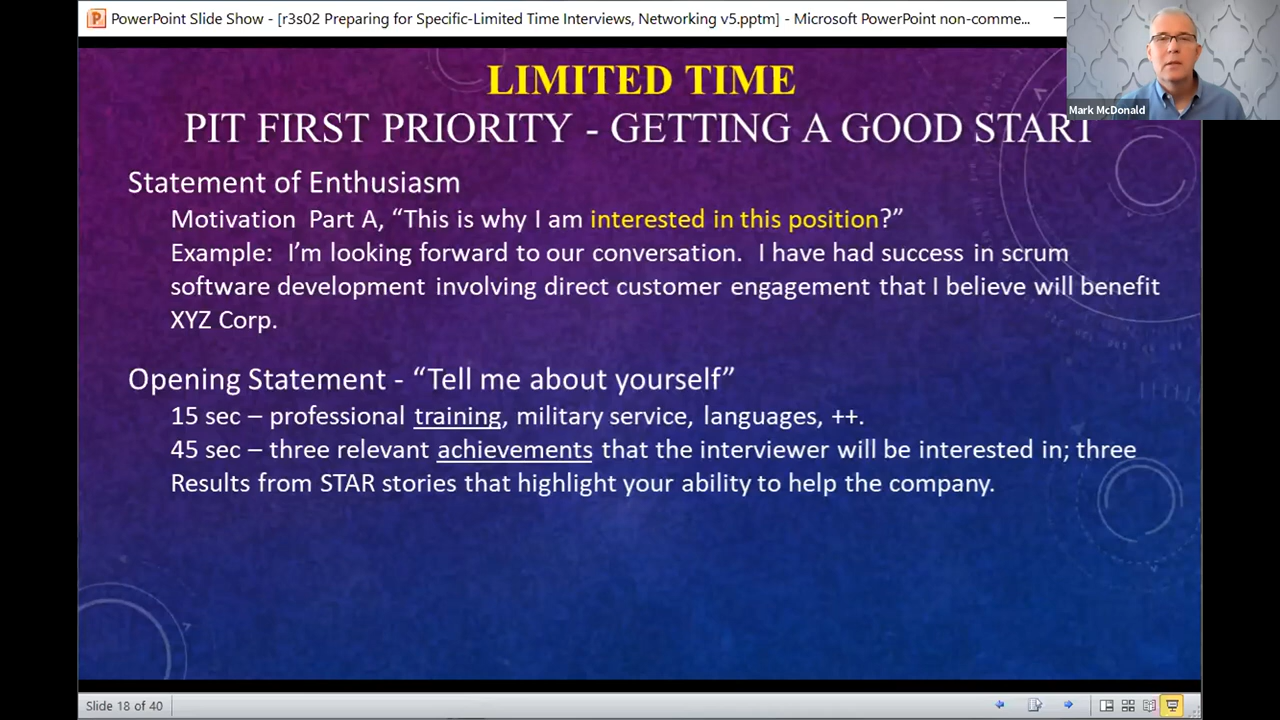 PowerPoint Slide Show - [r3s02 Preparing for Specific-Limited Time Interviews, Networking v5.pptm] - Microsoft PowerPoint non-comme...
Mark McDonald
LIMITED TIME
PIT FIRST PRIORITY - GETTING A GOOD START
Statement of Enthusiasm
Motivation Part A, “This is why I am interested in this position?”
Example: I’m looking forward to our conversation. I have had success in scrum
software development involving direct customer engagement that I believe will benefit
XYZ Corp.
Opening Statement - “Tell me about yourself”
15 sec – professional training, military service, languages, ++.
45 sec – three relevant achievements that the interviewer will be interested in; three
Results from STAR stories that highlight your ability to help the company.
Slide 18 of 40